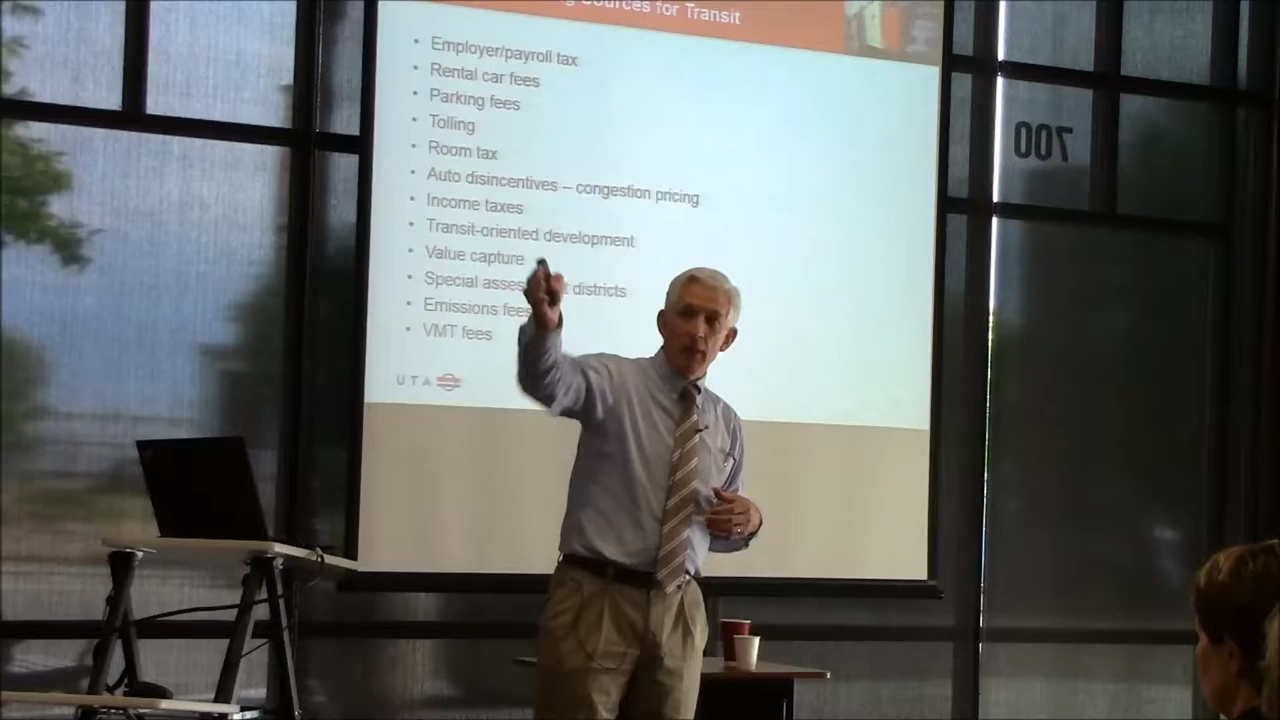 Sources for Transit
• Employer/payroll tax
• Rental car fees
• Parking fees
• Tolling
• Room tax
• Auto disincentives – congestion pricing
• Income taxes
• Transit-oriented development
• Value capture
• Special districts
• Emissions fees
• VMT fees
UTA
700